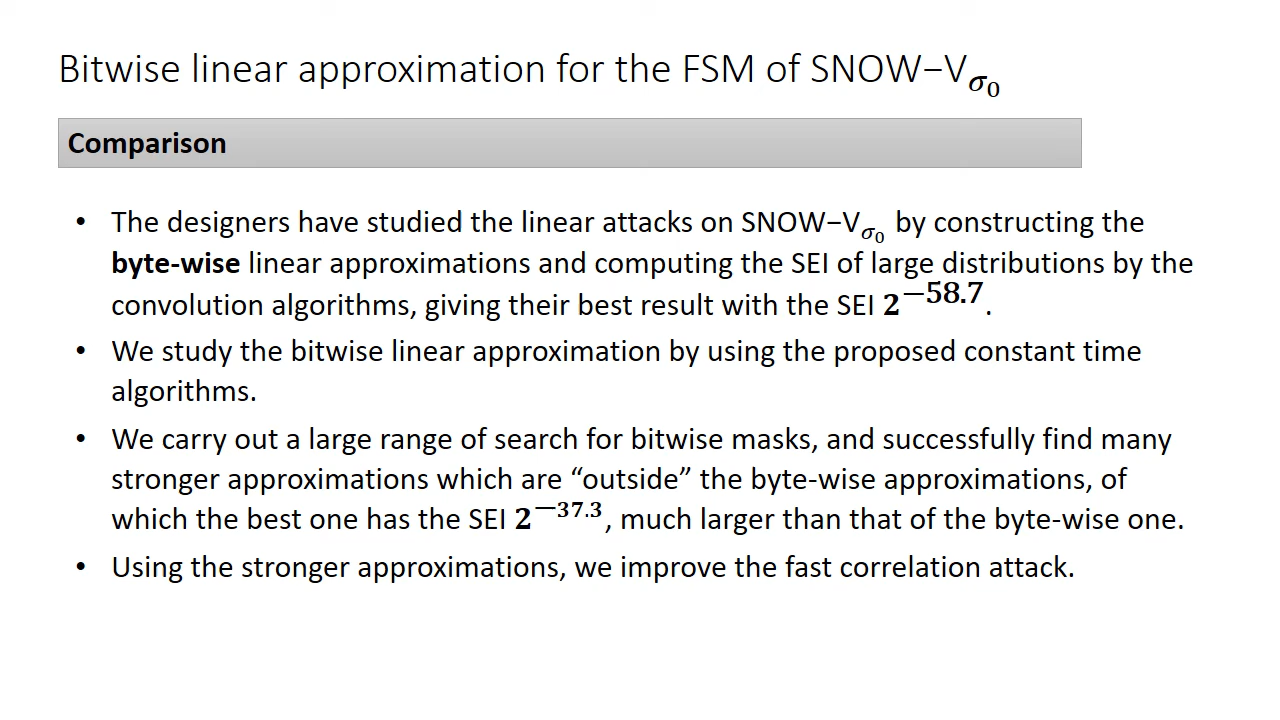 Bitwise linear approximation for the FSM of SNOW−V_{σ_0}
Comparison
• The designers have studied the linear attacks on SNOW−V_{σ_0} by constructing the
byte-wise linear approximations and computing the SEI of large distributions by the
convolution algorithms, giving their best result with the SEI 2^{−58.7}.
• We study the bitwise linear approximation by using the proposed constant time
algorithms.
• We carry out a large range of search for bitwise masks, and successfully find many
stronger approximations which are “outside” the byte-wise approximations, of
which the best one has the SEI 2^{−37.3}, much larger than that of the byte-wise one.
• Using the stronger approximations, we improve the fast correlation attack.